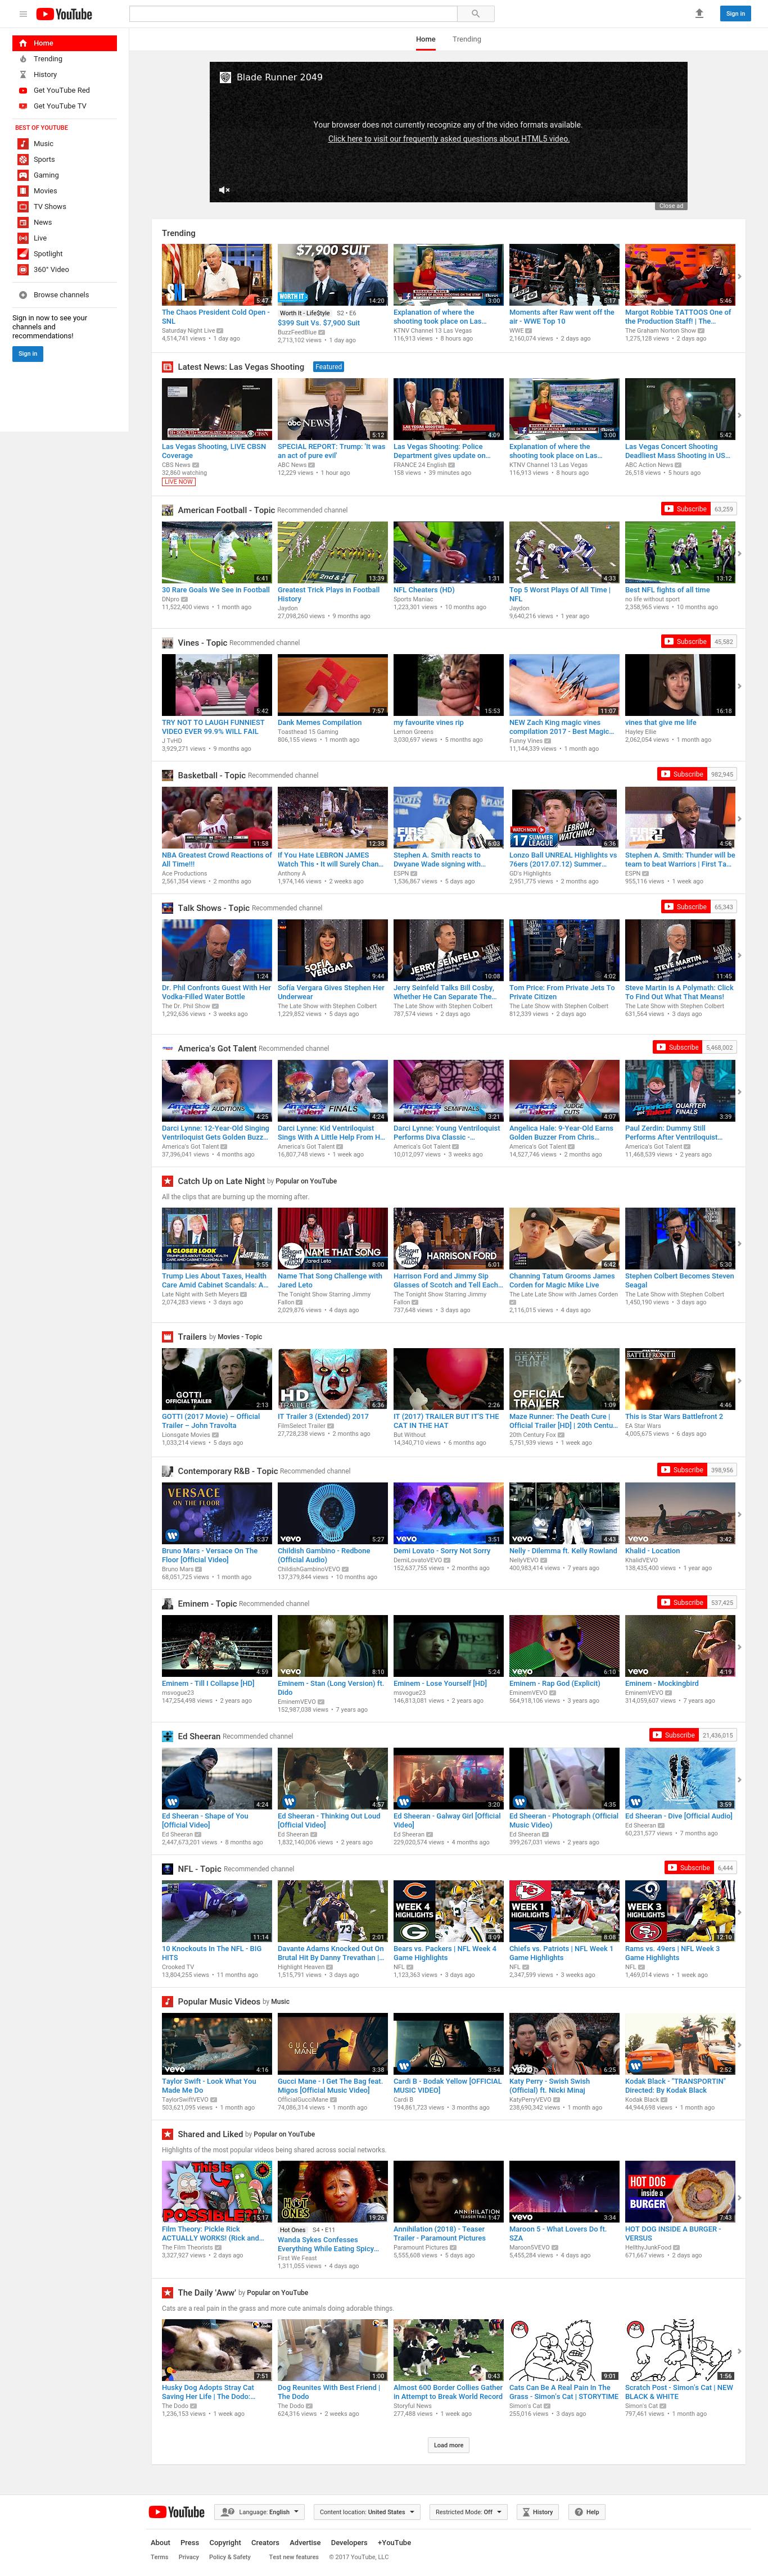 YouTube
Sign in
Home
Trending
History
Get YouTube Red
Get YouTube TV
BEST OF YOUTUBE
Music
Sports
Gaming
Movies
TV Shows
News
Live
Spotlight
360° Video
Browse channels
Sign in now to see your
channels and
recommendations!
Sign in
Home Trending
Blade Runner 2049
Your browser does not currently recognize any of the video formats available.
Click here to visit our frequently asked questions about HTML5 video.
Close ad
Trending
The Chaos President Cold Open -
SNL
Saturday Night Live
4,514,741 views • 1 day ago
Worth It - Life$tyle S2 • E6
$399 Suit Vs. $7,900 Suit
BuzzFeedBlue
2,713,102 views • 1 day ago
Explanation of where the
shooting took place on Las...
KTNV Channel 13 Las Vegas
116,913 views • 8 hours ago
Moments after Raw went off the
air - WWE Top 10
WWE
2,160,074 views • 2 days ago
Margot Robbie TATTOOS One of
the Production Staff! | The...
The Graham Norton Show
1,275,128 views • 2 days ago
Latest News: Las Vegas Shooting Featured
Las Vegas Shooting, LIVE CBSN
Coverage
CBS News
32,860 watching
LIVE NOW
SPECIAL REPORT: Trump: 'It was
an act of pure evil'
ABC News
12,229 views • 1 hour ago
Las Vegas Shooting: Police
Department gives update on...
FRANCE 24 English
158 views • 39 minutes ago
Explanation of where the
shooting took place on Las...
KTNV Channel 13 Las Vegas
116,913 views • 8 hours ago
Las Vegas Concert Shooting
Deadliest Mass Shooting in US...
ABC Action News
26,518 views • 5 hours ago
American Football - Topic Recommended channel
Subscribe 63,259
30 Rare Goals We See in Football
DNpro
11,522,400 views • 1 month ago
Greatest Trick Plays in Football
History
Jaydon
27,098,260 views • 9 months ago
NFL Cheaters (HD)
Sports Maniac
1,223,301 views • 10 months ago
Top 5 Worst Plays Of All Time |
NFL
Jaydon
9,640,216 views • 1 year ago
Best NFL fights of all time
no life without sport
2,358,965 views • 10 months ago
Vines - Topic Recommended channel
Subscribe 45,582
TRY NOT TO LAUGH FUNNIEST
VIDEO EVER 99.9% WILL FAIL
J TvHD
3,929,271 views • 9 months ago
Dank Memes Compilation
Toasthead 15 Gaming
806,155 views • 1 month ago
my favourite vines rip
Lemon Greens
3,030,697 views • 5 months ago
NEW Zach King magic vines
compilation 2017 - Best Magic...
Funny Vines
11,144,339 views • 1 month ago
vines that give me life
Hayley Ellie
2,062,054 views • 1 month ago
Basketball - Topic Recommended channel
Subscribe 982,945
NBA Greatest Crowd Reactions of
All Time!!!
Ace Productions
2,561,354 views • 2 months ago
If You Hate LEBRON JAMES
Watch This • It will Surely Chan...
Anthony A
1,974,146 views • 2 weeks ago
Stephen A. Smith reacts to
Dwyane Wade signing with...
ESPN
1,536,867 views • 5 days ago
Lonzo Ball UNREAL Highlights vs
76ers (2017.07.12) Summer...
GD's Highlights
2,951,775 views • 2 months ago
Stephen A. Smith: Thunder will be
team to beat Warriors | First Ta...
ESPN
955,116 views • 1 week ago
Talk Shows - Topic Recommended channel
Subscribe 65,343
Dr. Phil Confronts Guest With Her
Vodka-Filled Water Bottle
The Dr. Phil Show
1,292,636 views • 3 weeks ago
Sofía Vergara Gives Stephen Her
Underwear
The Late Show with Stephen Colbert
1,229,852 views • 5 days ago
Jerry Seinfeld Talks Bill Cosby,
Whether He Can Separate The...
The Late Show with Stephen Colbert
787,574 views • 2 days ago
Tom Price: From Private Jets To
Private Citizen
The Late Show with Stephen Colbert
812,339 views • 2 days ago
Steve Martin Is A Polymath: Click
To Find Out What That Means!
The Late Show with Stephen Colbert
631,564 views • 3 days ago
America's Got Talent Recommended channel
Subscribe 5,468,002
Darci Lynne: 12-Year-Old Singing
Ventriloquist Gets Golden Buzz...
America's Got Talent
37,396,041 views • 4 months ago
Darci Lynne: Kid Ventriloquist
Sings With A Little Help From H...
America's Got Talent
16,807,748 views • 1 week ago
Darci Lynne: Young Ventriloquist
Performs Diva Classic -...
America's Got Talent
10,012,097 views • 3 weeks ago
Angelica Hale: 9-Year-Old Earns
Golden Buzzer From Chris...
America's Got Talent
14,527,746 views • 2 months ago
Paul Zerdin: Dummy Still
Performs After Ventriloquist...
America's Got Talent
11,468,539 views • 2 years ago
Catch Up on Late Night by Popular on YouTube
All the clips that are burning up the morning after.
Trump Lies About Taxes, Health
Care Amid Cabinet Scandals: A...
Late Night with Seth Meyers
2,074,283 views • 3 days ago
Name That Song Challenge with
Jared Leto
The Tonight Show Starring Jimmy
Fallon
2,029,876 views • 4 days ago
Harrison Ford and Jimmy Sip
Glasses of Scotch and Tell Each...
The Tonight Show Starring Jimmy
Fallon
737,648 views • 3 days ago
Channing Tatum Grooms James
Corden for Magic Mike Live
The Late Late Show with James Corden
2,116,015 views • 4 days ago
Stephen Colbert Becomes Steven
Seagal
The Late Show with Stephen Colbert
1,450,190 views • 3 days ago
Trailers by Movies - Topic
GOTTI (2017 Movie) – Official
Trailer – John Travolta
Lionsgate Movies
1,033,214 views • 5 days ago
IT Trailer 3 (Extended) 2017
FilmSelect Trailer
27,728,238 views • 2 months ago
IT (2017) TRAILER BUT IT'S THE
CAT IN THE HAT
But Without
14,340,710 views • 6 months ago
Maze Runner: The Death Cure |
Official Trailer [HD] | 20th Centu...
20th Century Fox
5,751,939 views • 1 week ago
This is Star Wars Battlefront 2
EA Star Wars
4,005,675 views • 6 days ago
Contemporary R&B - Topic Recommended channel
Subscribe 398,956
Bruno Mars - Versace On The
Floor [Official Video]
Bruno Mars
68,051,725 views • 1 month ago
Childish Gambino - Redbone
(Official Audio)
ChildishGambinoVEVO
137,379,844 views • 10 months ago
Demi Lovato - Sorry Not Sorry
DemiLovatoVEVO
152,637,755 views • 2 months ago
Nelly - Dilemma ft. Kelly Rowland
NellyVEVO
400,983,414 views • 7 years ago
Khalid - Location
KhalidVEVO
138,435,400 views • 1 year ago
Eminem - Topic Recommended channel
Subscribe 537,425
Eminem - Till I Collapse [HD]
msvogue23
147,254,498 views • 2 years ago
Eminem - Stan (Long Version) ft.
Dido
EminemVEVO
152,987,038 views • 7 years ago
Eminem - Lose Yourself [HD]
msvogue23
146,813,081 views • 2 years ago
Eminem - Rap God (Explicit)
EminemVEVO
564,918,106 views • 3 years ago
Eminem - Mockingbird
EminemVEVO
314,059,607 views • 7 years ago
Ed Sheeran Recommended channel
Subscribe 21,436,015
Ed Sheeran - Shape of You
[Official Video]
Ed Sheeran
2,447,673,201 views • 8 months ago
Ed Sheeran - Thinking Out Loud
[Official Video]
Ed Sheeran
1,832,140,006 views • 2 years ago
Ed Sheeran - Galway Girl [Official
Video]
Ed Sheeran
229,020,574 views • 4 months ago
Ed Sheeran - Photograph (Official
Music Video)
Ed Sheeran
399,267,031 views • 2 years ago
Ed Sheeran - Dive [Official Audio]
Ed Sheeran
60,231,577 views • 7 months ago
NFL - Topic Recommended channel
Subscribe 6,444
10 Knockouts In The NFL - BIG
HITS
Crooked TV
13,804,255 views • 11 months ago
Davante Adams Knocked Out On
Brutal Hit By Danny Trevathan |...
Highlight Heaven
1,515,791 views • 3 days ago
Bears vs. Packers | NFL Week 4
Game Highlights
NFL
1,123,363 views • 3 days ago
Chiefs vs. Patriots | NFL Week 1
Game Highlights
NFL
2,347,599 views • 3 weeks ago
Rams vs. 49ers | NFL Week 3
Game Highlights
NFL
1,469,014 views • 1 week ago
Popular Music Videos by Music
Taylor Swift - Look What You
Made Me Do
TaylorSwiftVEVO
503,621,095 views • 1 month ago
Gucci Mane - I Get The Bag feat.
Migos [Official Music Video]
OfficialGucciMane
74,086,314 views • 1 month ago
Cardi B - Bodak Yellow [OFFICIAL
MUSIC VIDEO]
Cardi B
194,861,723 views • 3 months ago
Katy Perry - Swish Swish
(Official) ft. Nicki Minaj
KatyPerryVEVO
238,690,342 views • 1 month ago
Kodak Black - "TRANSPORTIN"
Directed: By Kodak Black
Kodak Black
44,944,698 views • 1 month ago
Shared and Liked by Popular on YouTube
Highlights of the most popular videos being shared across social networks.
Film Theory: Pickle Rick
ACTUALLY WORKS! (Rick and...
The Film Theorists
3,327,927 views • 2 days ago
Hot Ones S4 • E11
Wanda Sykes Confesses
Everything While Eating Spicy...
First We Feast
1,311,055 views • 4 days ago
Annihilation (2018) - Teaser
Trailer - Paramount Pictures
Paramount Pictures
5,555,608 views • 5 days ago
Maroon 5 - What Lovers Do ft.
SZA
Maroon5VEVO
5,455,284 views • 4 days ago
HOT DOG INSIDE A BURGER -
VERSUS
HellthyJunkFood
671,667 views • 2 days ago
The Daily 'Aww' by Popular on YouTube
Cats are a real pain in the grass and more cute animals doing adorable things.
Husky Dog Adopts Stray Cat
Saving Her Life | The Dodo:...
The Dodo
1,236,153 views • 1 week ago
Dog Reunites With Best Friend |
The Dodo
The Dodo
624,316 views • 2 weeks ago
Almost 600 Border Collies Gather
in Attempt to Break World Record
Storyful News
277,488 views • 1 week ago
Cats Can Be A Real Pain In The
Grass - Simon's Cat | STORYTIME
Simon's Cat
255,016 views • 3 days ago
Scratch Post - Simon's Cat | NEW
BLACK & WHITE
Simon's Cat
797,461 views • 1 month ago
Load more
YouTube
Language: English
Content location: United States
Restricted Mode: Off
History
Help
About Press Copyright Creators Advertise Developers +YouTube
Terms Privacy Policy & Safety Test new features © 2017 YouTube, LLC